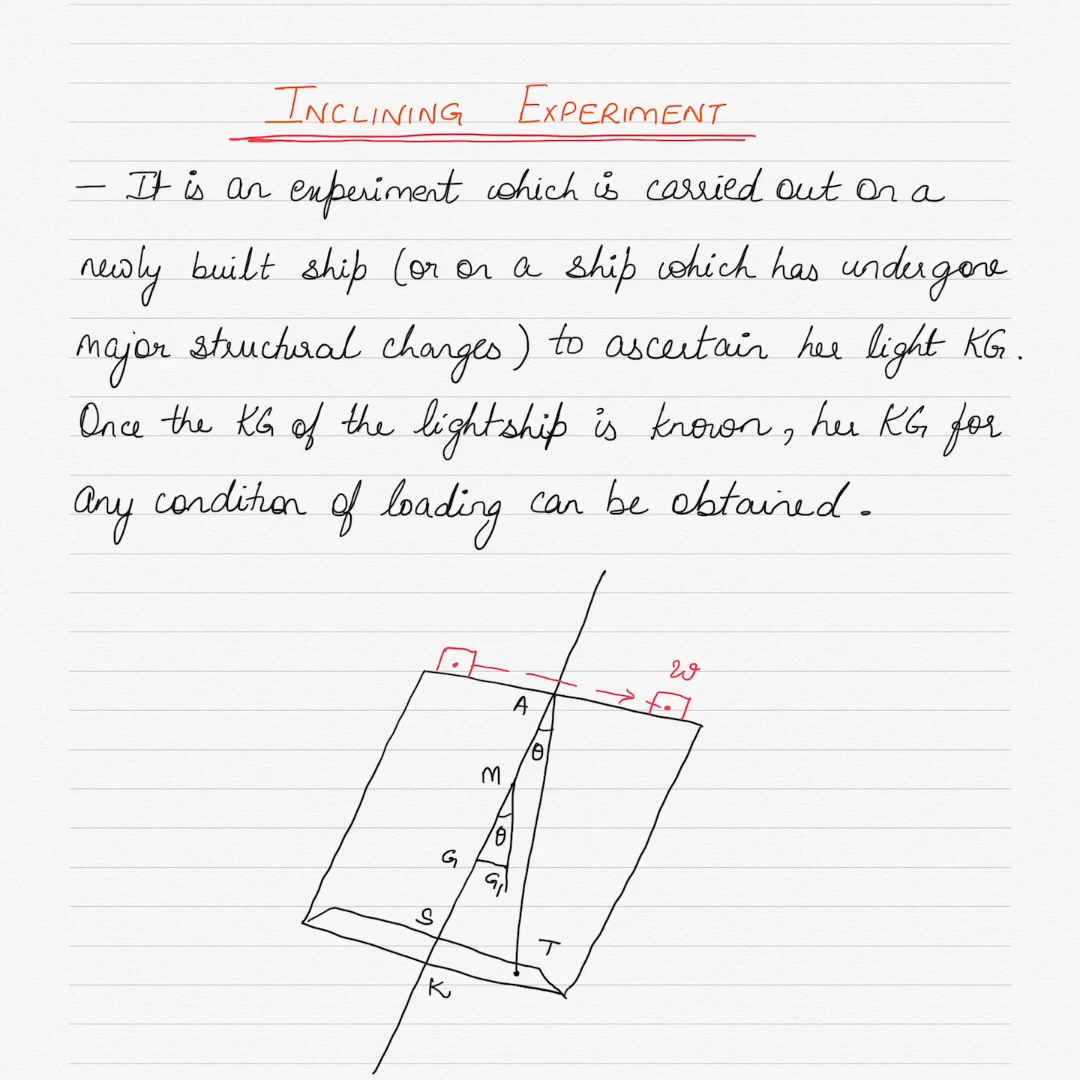 INCLINING EXPERIMENT
– It is an experiment which is carried out on a
newly built ship (or on a ship which has undergone
major structural changes) to ascertain her light KG.
Once the KG of the lightship is known, her KG for
any condition of loading can be obtained.
w
A
θ
M
θ
G
G₁
S
T
K